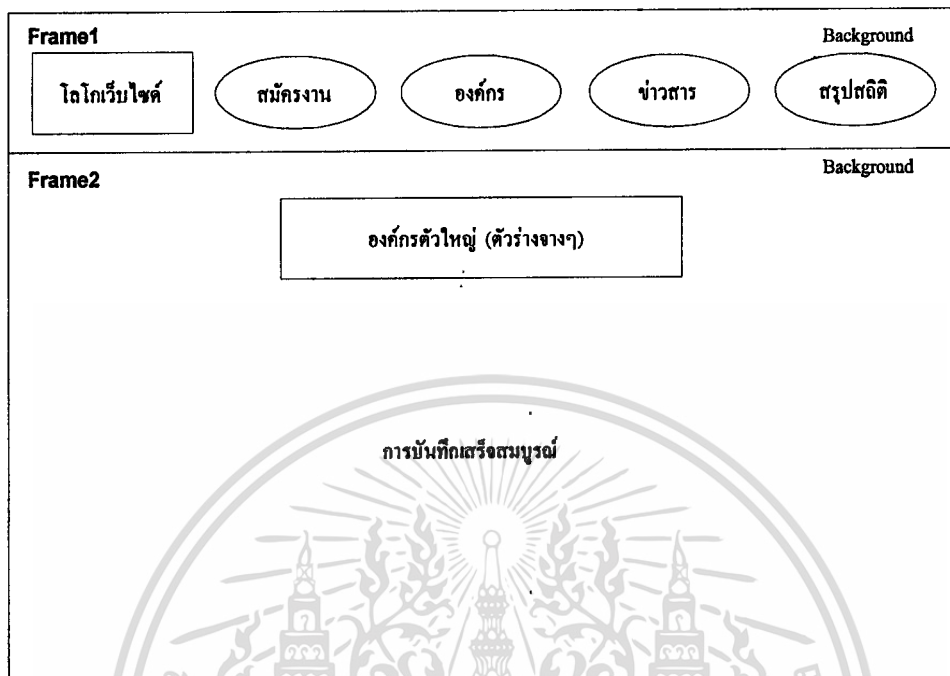 Frame1
Background
โลโกเว็บไซต์ สมัครงาน องค์กร ข่าวสาร สรุปสถิติ
Frame2
Background
องค์กรตัวใหญ่ (ตัวร่างจางๆ)
การบันทึกเสร็จสมบูรณ์